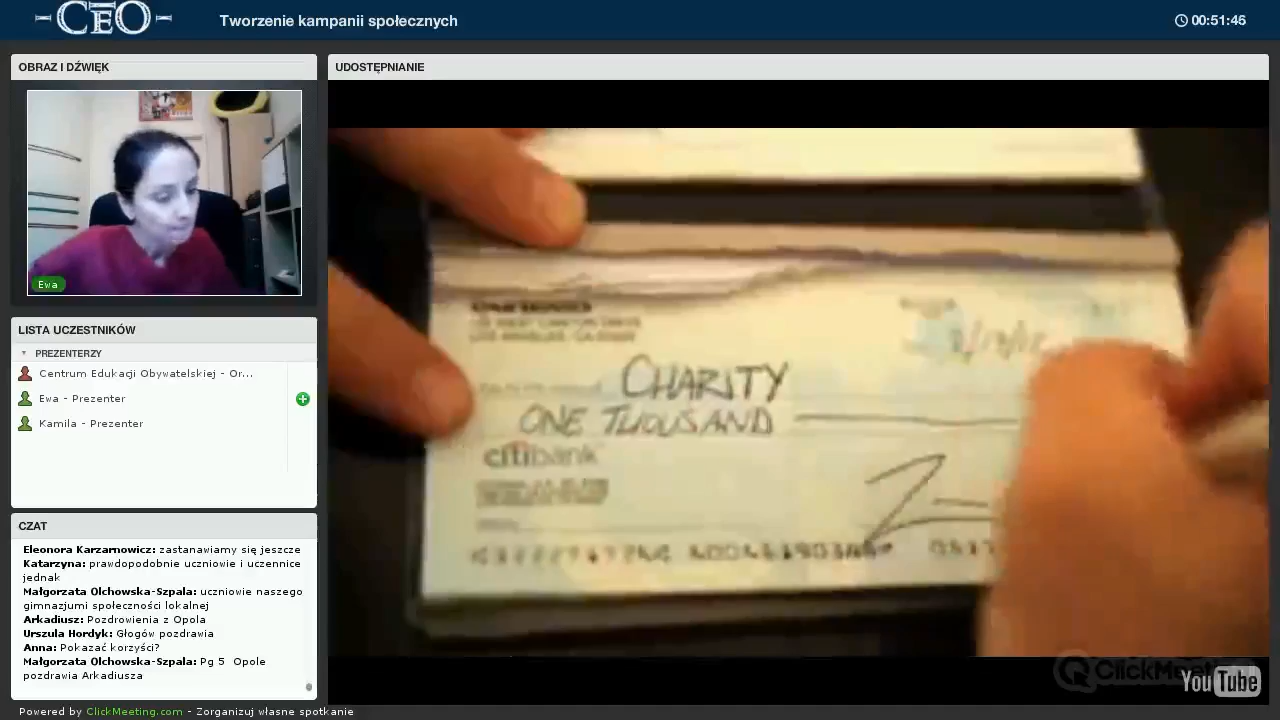 CEO
Tworzenie kampanii społecznych
00:51:46
OBRAZ I DŹWIĘK
Ewa
LISTA UCZESTNIKÓW
PREZENTERZY
Centrum Edukacji Obywatelskiej - Or...
Ewa - Prezenter
Kamila - Prezenter
CZAT
Eleonora Karzarnowicz: zastanawiamy się jeszcze
Katarzyna: prawdopodobnie uczniowie i uczennice
jednak
Małgorzata Olchowska-Szpala: uczniowie naszego
gimnazjumi społeczności lokalnej
Arkadiusz: Pozdrowienia z Opola
Urszula Hordyk: Głogów pozdrawia
Anna: Pokazać korzyści?
Małgorzata Olchowska-Szpala: Pg 5 Opole
pozdrawia Arkadiusza
Powered by ClickMeeting.com - Zorganizuj własne spotkanie
UDOSTĘPNIANIE
CHARITY
ONE THOUSAND
citibank
ClickMeeting
YouTube